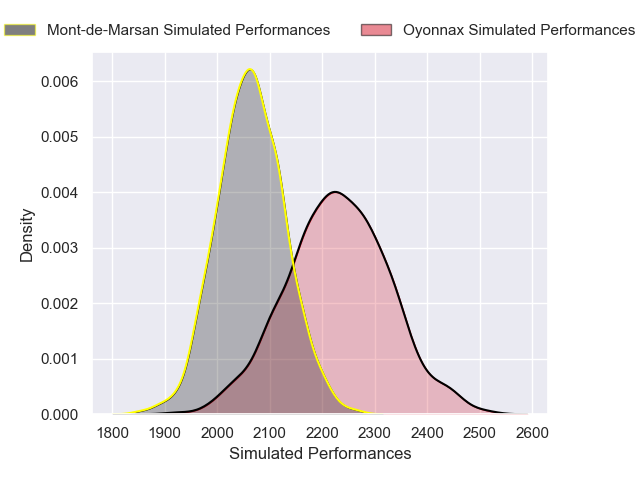 Mont-de-Marsan Simulated Performances Oyonnax Simulated Performances
0.006
0.005
0.004
0.003
0.002
0.001
0.000
Density
1800 1900 2000 2100 2200 2300 2400 2500 2600
Simulated Performances